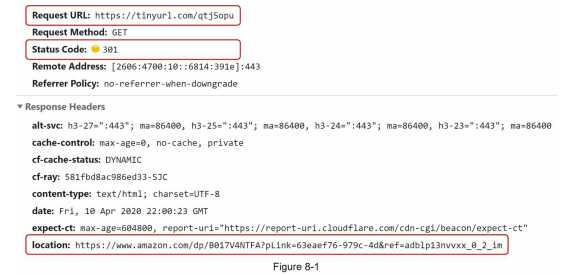 Request URL: https://tinyurl.com/qtj5opu
Request Method: GET
Status Code: 301
Remote Address: [2606:4700:10::6814:391e]:443
Referrer Policy: no-referrer-when-downgrade
Response Headers
alt-svc: h3-27=":443"; ma=86400, h3-25=":443"; ma=86400, h3-24=":443"; ma=86400, h3-23=":443"; ma=86400
cache-control: max-age=0, no-cache, private
cf-cache-status: DYNAMIC
cf-ray: 581fbd8ac986ed33-SJC
content-type: text/html; charset=UTF-8
date: Fri, 10 Apr 2020 22:00:23 GMT
expect-ct: max-age=604800, report-uri="https://report-uri.cloudflare.com/cdn-cgi/beacon/expect-ct"
location: https://www.amazon.com/dp/B017V4NTFA?pLink=63eaef76-979c-4d&ref=adblp13nvvxx_0_2_im
Figure 8-1